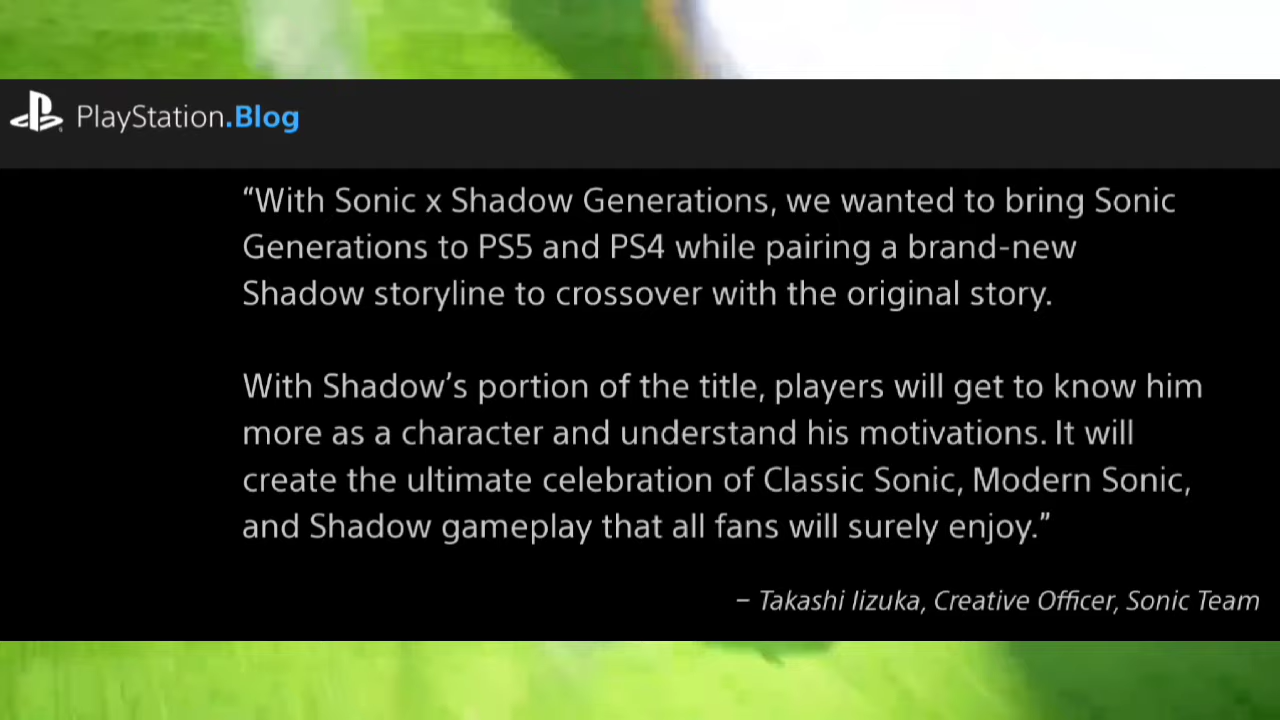 PlayStation.Blog
“With Sonic x Shadow Generations, we wanted to bring Sonic
Generations to PS5 and PS4 while pairing a brand-new
Shadow storyline to crossover with the original story.
With Shadow’s portion of the title, players will get to know him
more as a character and understand his motivations. It will
create the ultimate celebration of Classic Sonic, Modern Sonic,
and Shadow gameplay that all fans will surely enjoy.”
– Takashi Iizuka, Creative Officer, Sonic Team